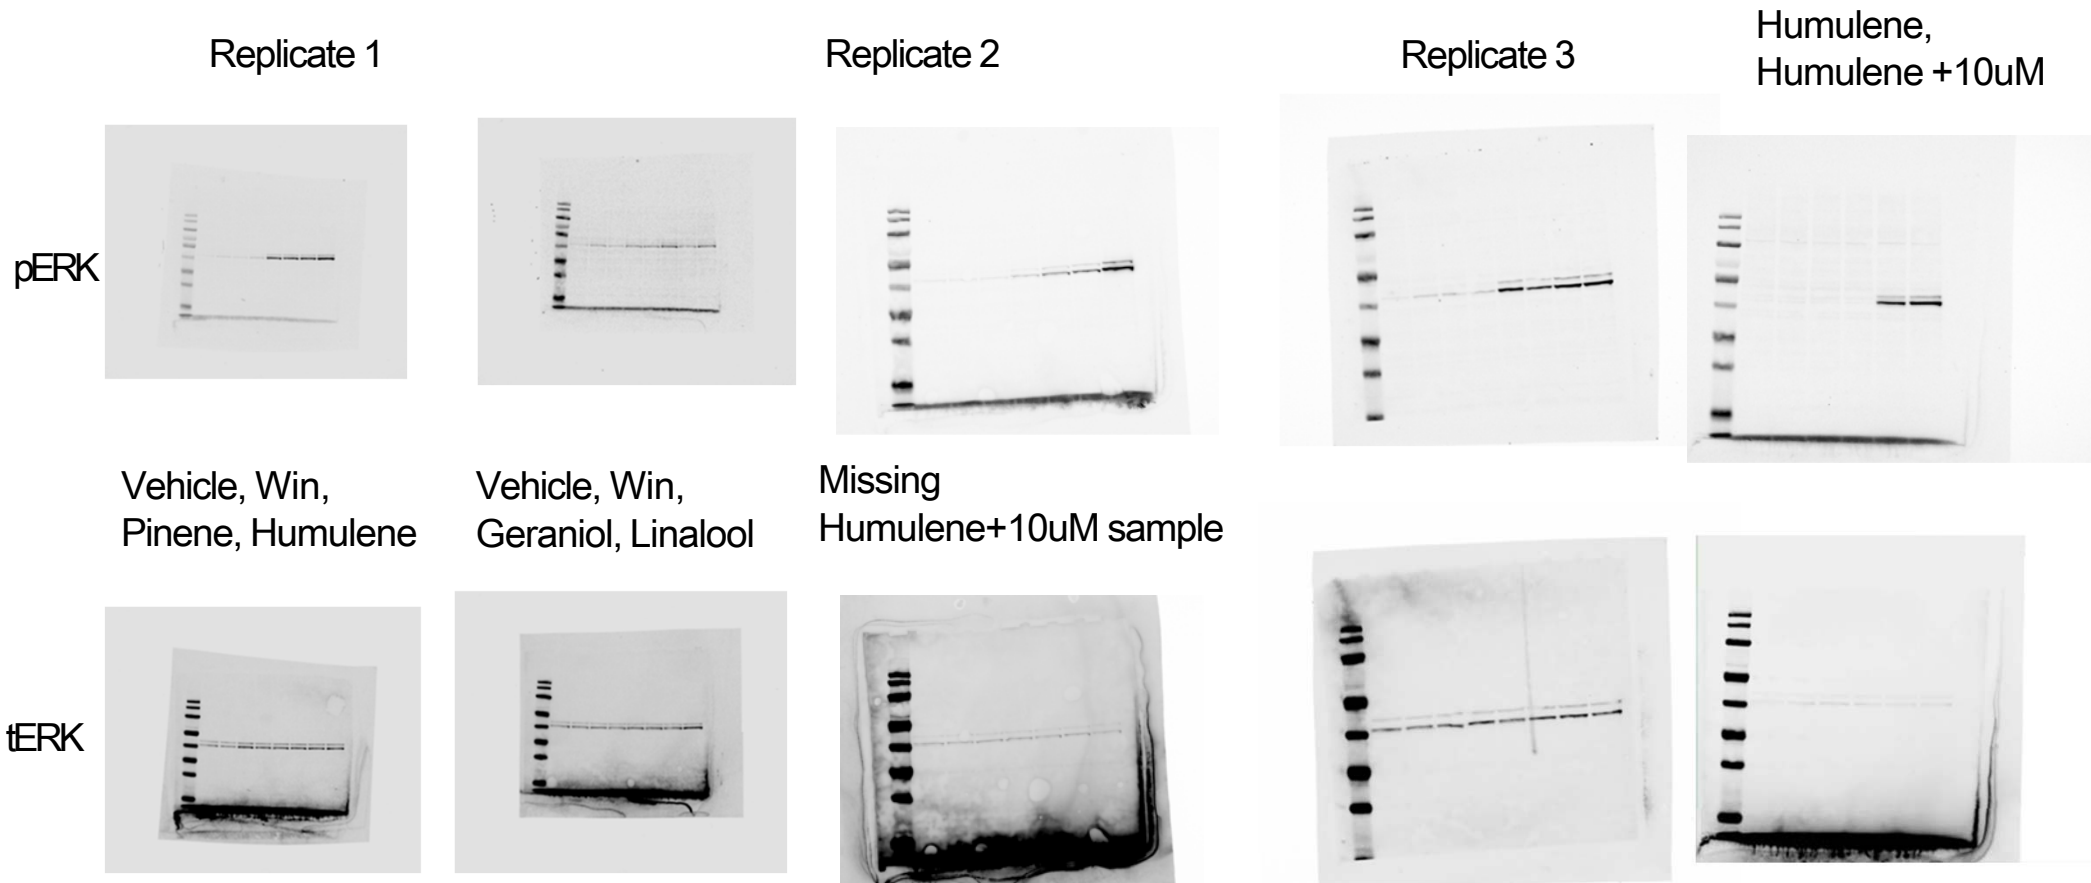 Replicate 1
Replicate 2
Replicate 3
Humulene,
Humulene +10uM
pERK
Vehicle, Win,
Pinene, Humulene
Vehicle, Win,
Geraniol, Linalool
Missing
Humulene+10uM sample
tERK